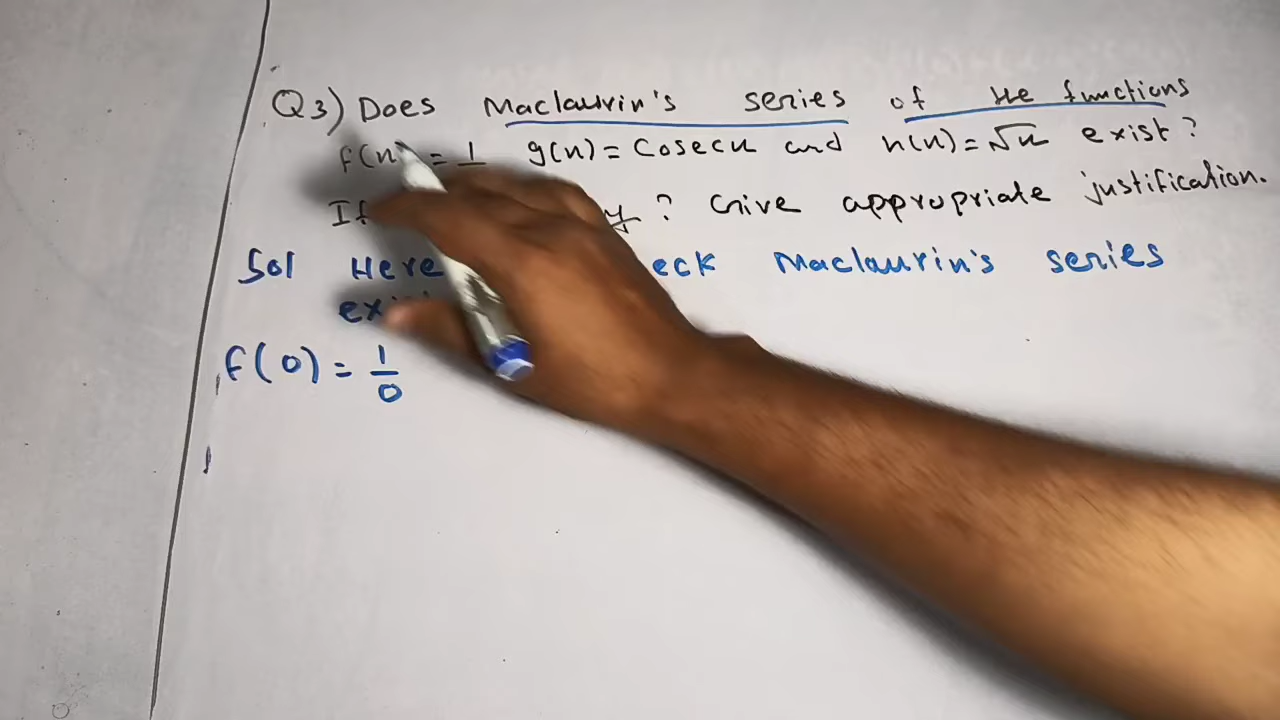 Q3) Does Maclaurin's series of the functions
f(x) = 1 g(x) = Cosecx and h(x) = √x exist?
If ? Give appropriate justification.
Sol Here Maclaurin's series
f(0) = 1/0